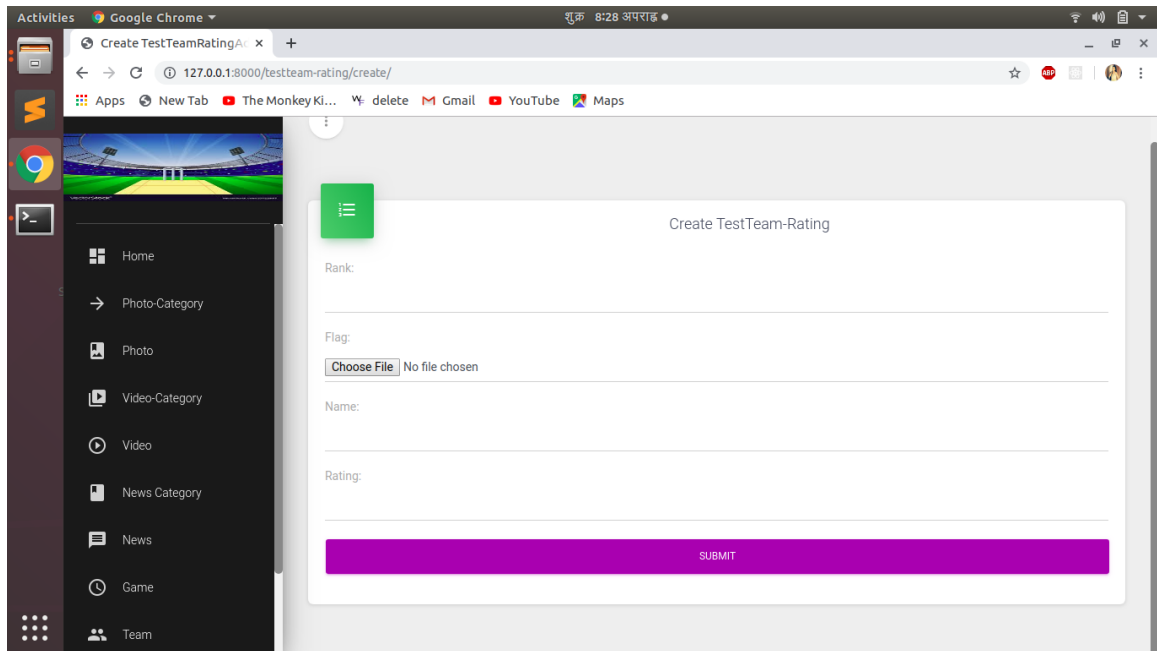 Activities Google Chrome शुक्र 8:28 अपराह्न
Create TestTeamRatingAc
127.0.0.1:8000/testteam-rating/create/
ABP
Apps New Tab The Monkey Ki... delete Gmail YouTube Maps
Create TestTeam-Rating
Home
Photo-Category
Photo
Video-Category
Video
News Category
News
Game
Team
Rank:
Flag:
Choose File No file chosen
Name:
Rating:
SUBMIT